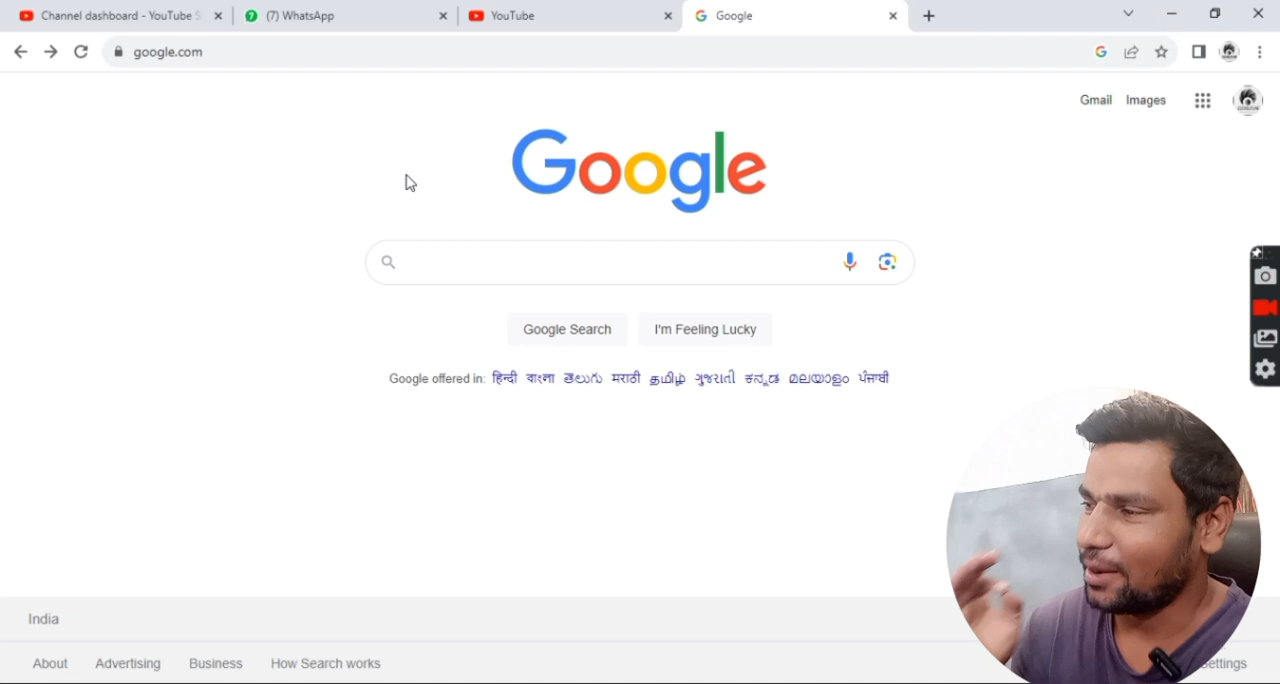 Channel dashboard - YouTube S
(7) WhatsApp
YouTube
Google
google.com
Gmail Images
Google
Google Search I'm Feeling Lucky
Google offered in: हिन्दी বাংলা తెలుగు मराठी தமிழ் ગુજરાતી ಕನ್ನಡ മലയാളം ਪੰਜਾਬੀ
India
About Advertising Business How Search works
Settings